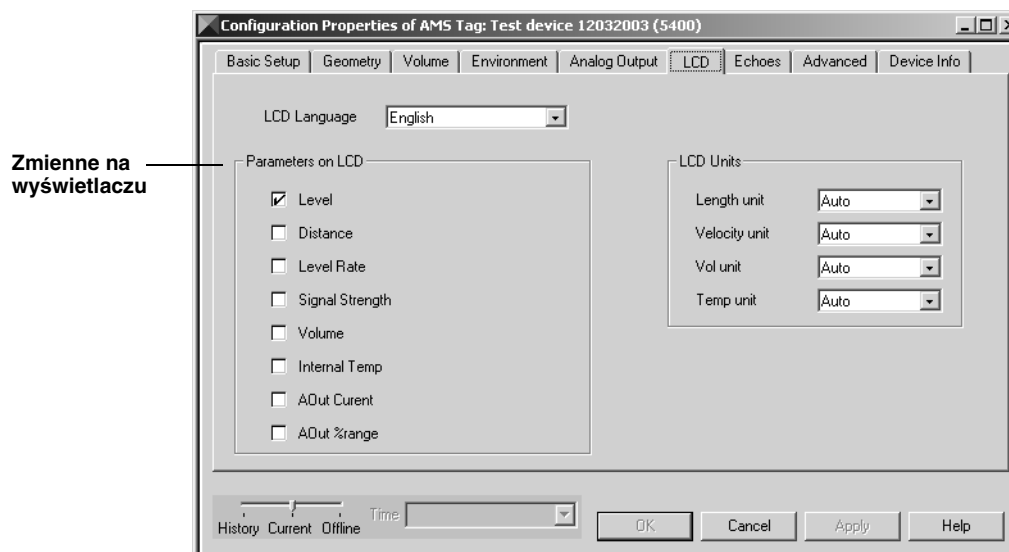 Configuration Properties of AMS Tag: Test device 12032003 (5400)
Basic Setup Geometry Volume Environment Analog Output LCD Echoes Advanced Device Info
LCD Language English
Zmienne na
wyświetlaczu
Parameters on LCD
Level
Distance
Level Rate
Signal Strength
Volume
Internal Temp
AOut Curent
AOut %range
LCD Units
Length unit Auto
Velocity unit Auto
Vol unit Auto
Temp unit Auto
History Current Offline
Time
OK Cancel Apply Help